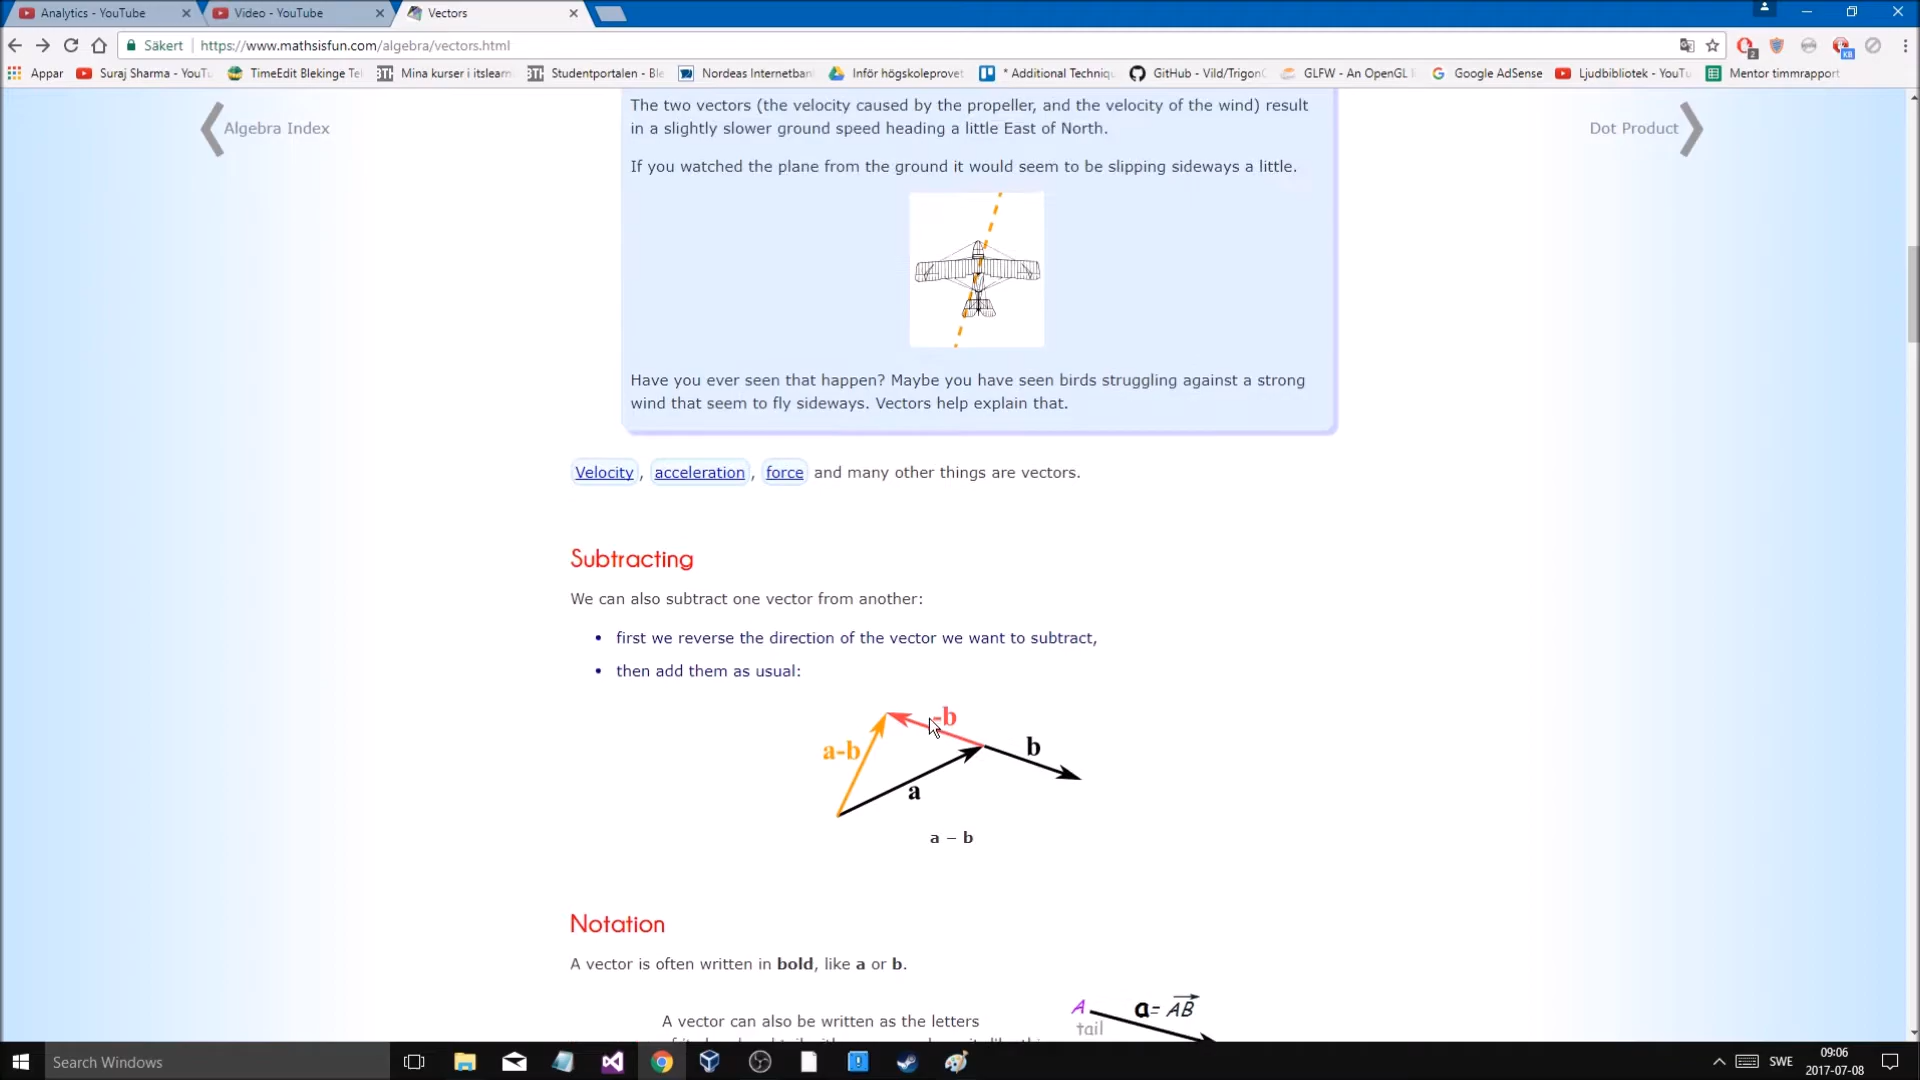 Analytics - YouTube
Video - YouTube
Vectors
Säkert
https://www.mathsisfun.com/algebra/vectors.html
Appar
Suraj Sharma - YouTu
TimeEdit Blekinge Te
Mina kurser i itslearn
Studentportalen - Ble
Nordeas Internetban
Inför högskoleprovet
* Additional Techniqu
GitHub - Vild/Trigon
GLFW - An OpenGL l
Google AdSense
Ljudbibliotek - YouTu
Mentor timmrapport
Algebra Index
Dot Product
The two vectors (the velocity caused by the propeller, and the velocity of the wind) result
in a slightly slower ground speed heading a little East of North.
If you watched the plane from the ground it would seem to be slipping sideways a little.
Have you ever seen that happen? Maybe you have seen birds struggling against a strong
wind that seem to fly sideways. Vectors help explain that.
Velocity, acceleration, force and many other things are vectors.
Subtracting
We can also subtract one vector from another:
• first we reverse the direction of the vector we want to subtract,
• then add them as usual:
-b
a-b
b
a
a − b
Notation
A vector is often written in bold, like a or b.
A a= AB
tail
A vector can also be written as the letters
Search Windows
SWE
09:06
2017-07-08